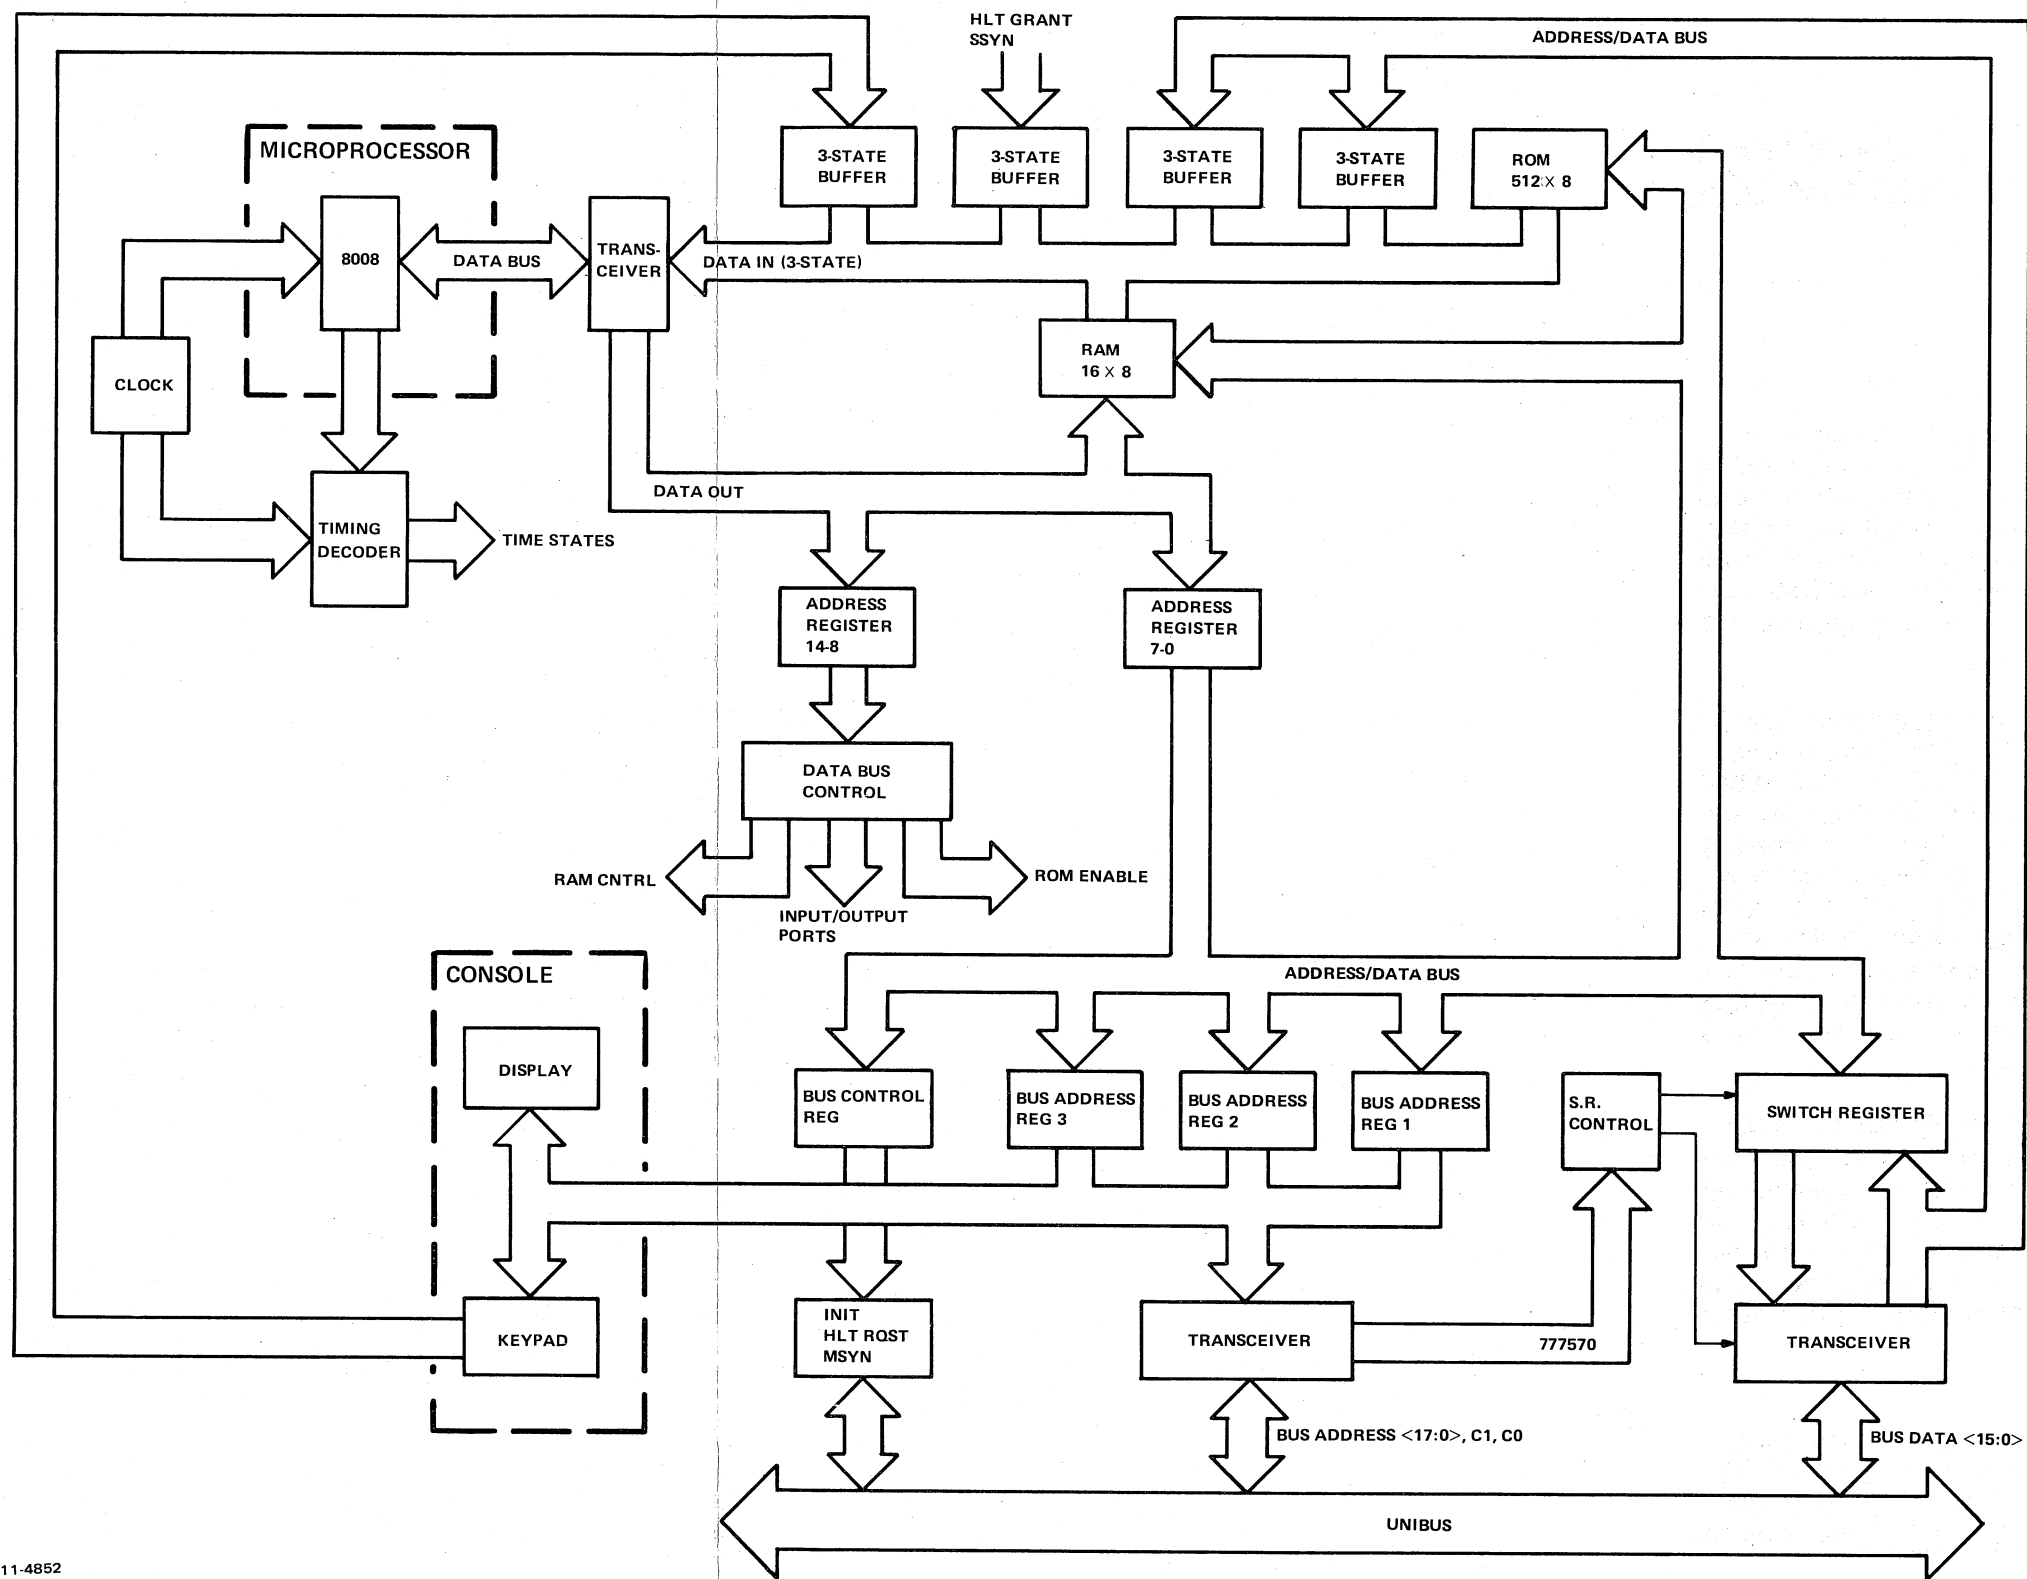 HLT GRANT
SSYN
ADDRESS/DATA BUS
MICROPROCESSOR
3-STATE
BUFFER
3-STATE
BUFFER
3-STATE
BUFFER
3-STATE
BUFFER
ROM
512 X 8
8008
DATA BUS
TRANS-
CEIVER
DATA IN (3-STATE)
CLOCK
RAM
16 X 8
DATA OUT
TIMING
DECODER
TIME STATES
ADDRESS
REGISTER
14-8
ADDRESS
REGISTER
7-0
DATA BUS
CONTROL
RAM CNTRL
INPUT/OUTPUT
PORTS
ROM ENABLE
CONSOLE
ADDRESS/DATA BUS
DISPLAY
BUS CONTROL
REG
BUS ADDRESS
REG 3
BUS ADDRESS
REG 2
BUS ADDRESS
REG 1
S.R.
CONTROL
SWITCH REGISTER
KEYPAD
INIT
HLT RQST
MSYN
TRANSCEIVER
777570
TRANSCEIVER
BUS ADDRESS <17:0>, C1, C0
BUS DATA <15:0>
UNIBUS
11-4852